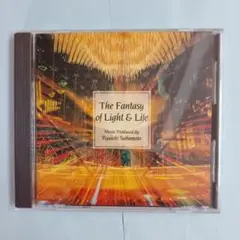 The Fantasy
of Light & Life
Music Produced by
Ryuichi Sakamoto